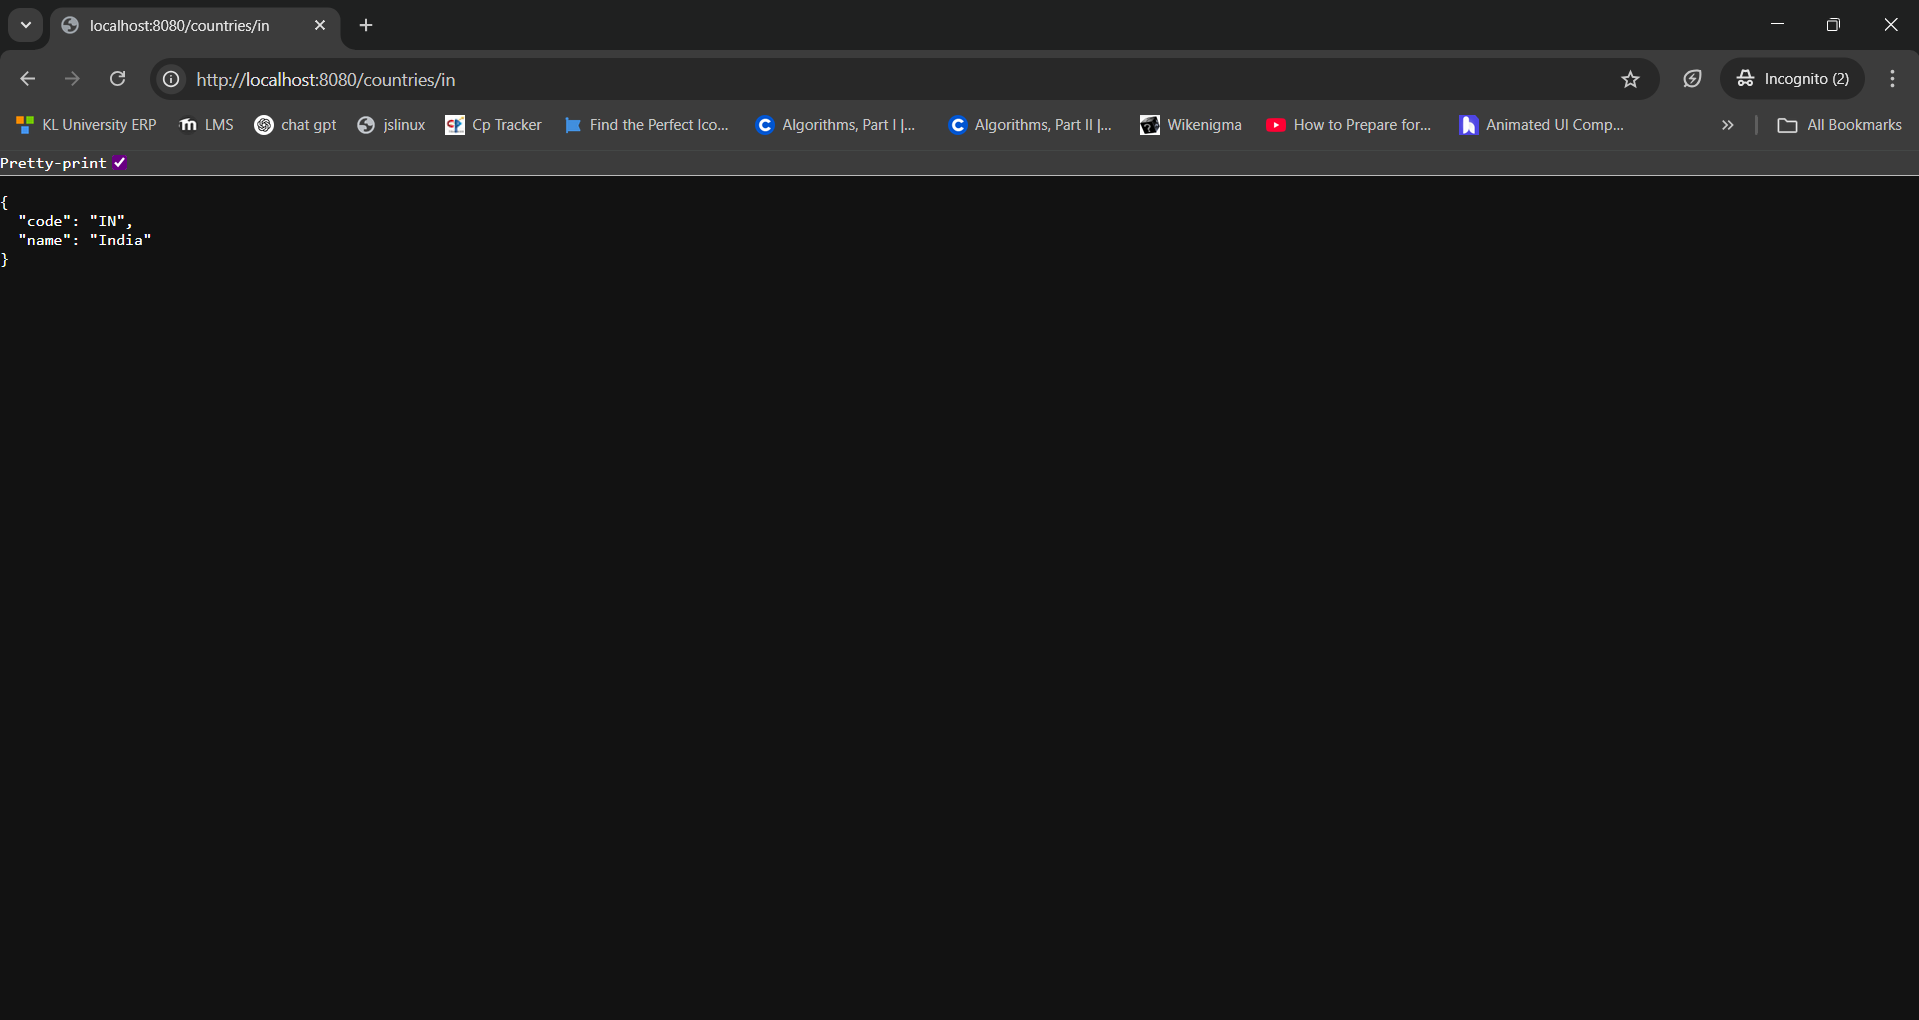 localhost:8080/countries/in
http://localhost:8080/countries/in
Incognito (2)
KL University ERP
LMS
chat gpt
jslinux
Cp Tracker
Find the Perfect Ico...
Algorithms, Part I |...
Algorithms, Part II |...
Wikenigma
How to Prepare for...
Animated UI Comp...
All Bookmarks
Pretty-print
{
"code": "IN",
"name": "India"
}